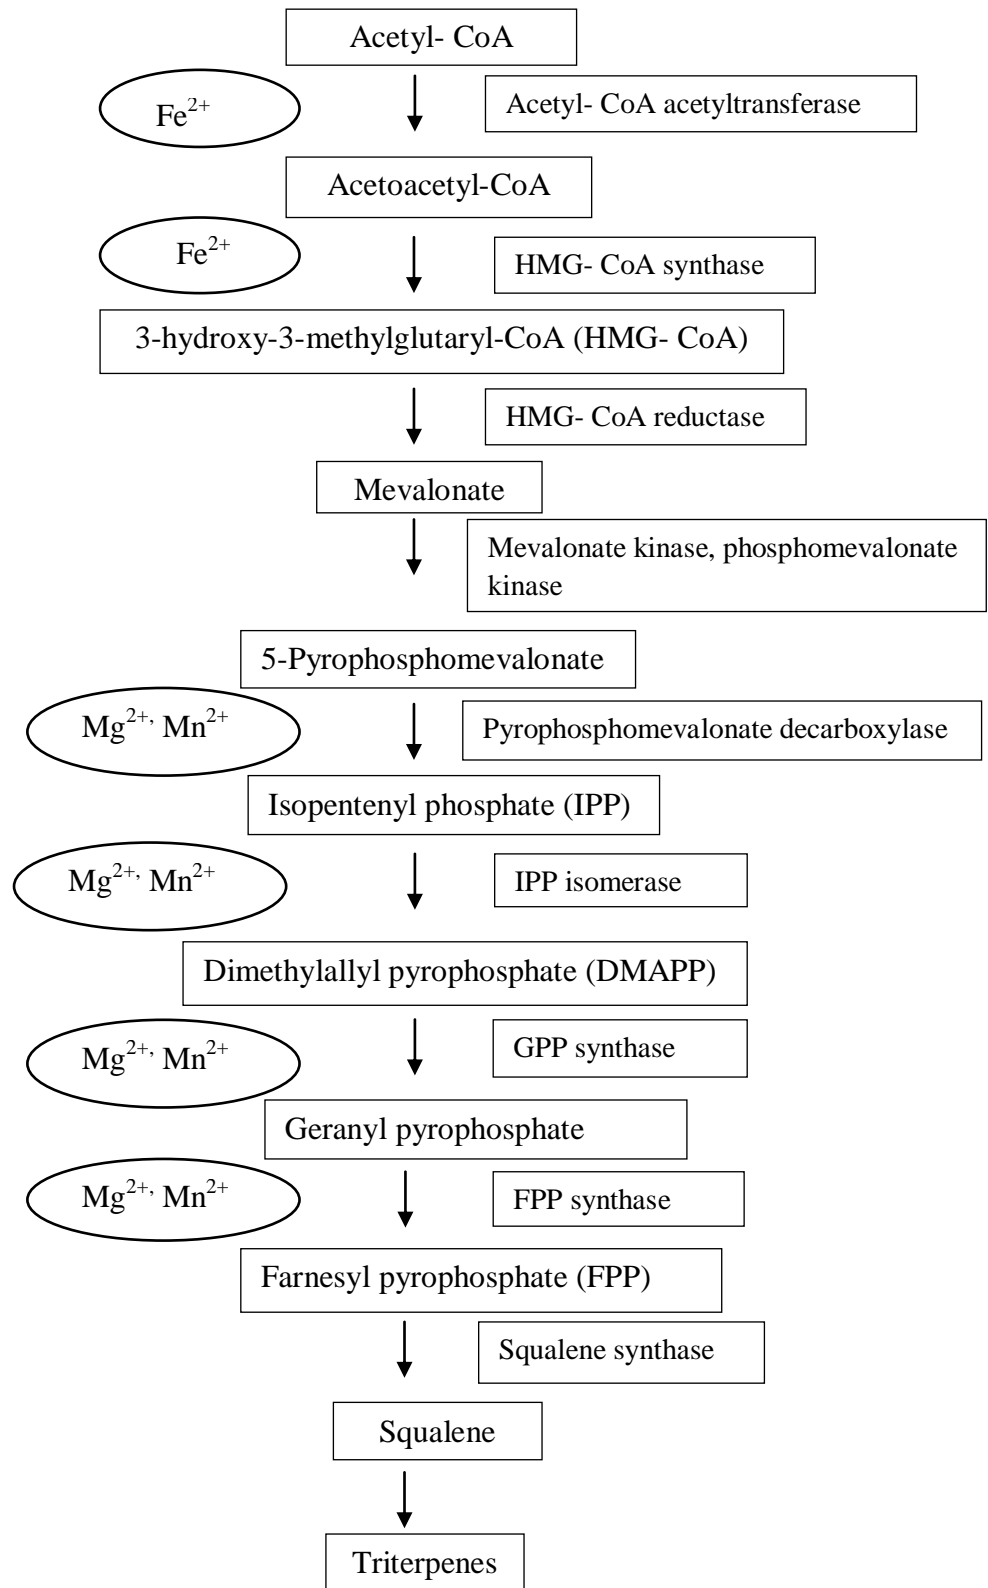 Acetyl- CoA
Fe²⁺
Acetyl- CoA acetyltransferase
Acetoacetyl-CoA
Fe²⁺
HMG- CoA synthase
3-hydroxy-3-methylglutaryl-CoA (HMG- CoA)
HMG- CoA reductase
Mevalonate
Mevalonate kinase, phosphomevalonate
kinase
5-Pyrophosphomevalonate
Mg²⁺, Mn²⁺
Pyrophosphomevalonate decarboxylase
Isopentenyl phosphate (IPP)
Mg²⁺, Mn²⁺
IPP isomerase
Dimethylallyl pyrophosphate (DMAPP)
Mg²⁺, Mn²⁺
GPP synthase
Geranyl pyrophosphate
Mg²⁺, Mn²⁺
FPP synthase
Farnesyl pyrophosphate (FPP)
Squalene synthase
Squalene
Triterpenes